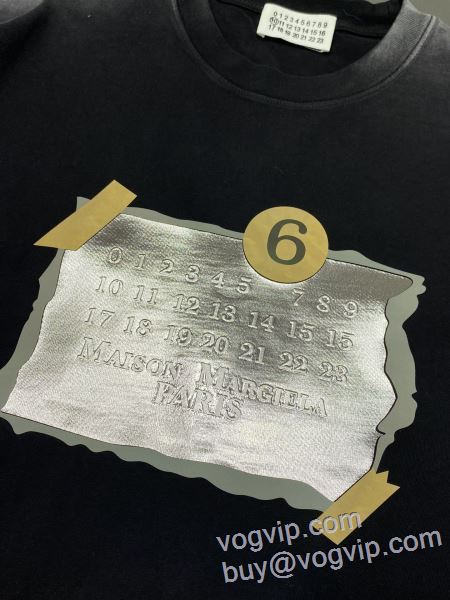 0 1 2 3 4 5 6 7 8 9
10 11 12 13 14 15 16
17 18 19 20 21 22 23
6
0 1 2 3 4 5 7 8 9
10 11 12 13 14 15 15
17 18 19 20 21 22 23
MAISON MARGIELA
PARIS
vogvip.com
buy@vogvip.com